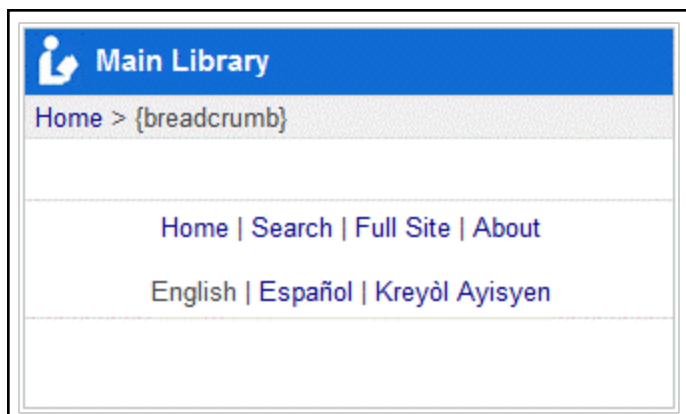 Main Library
Home > {breadcrumb}
Home | Search | Full Site | About
English | Español | Kreyòl Ayisyen